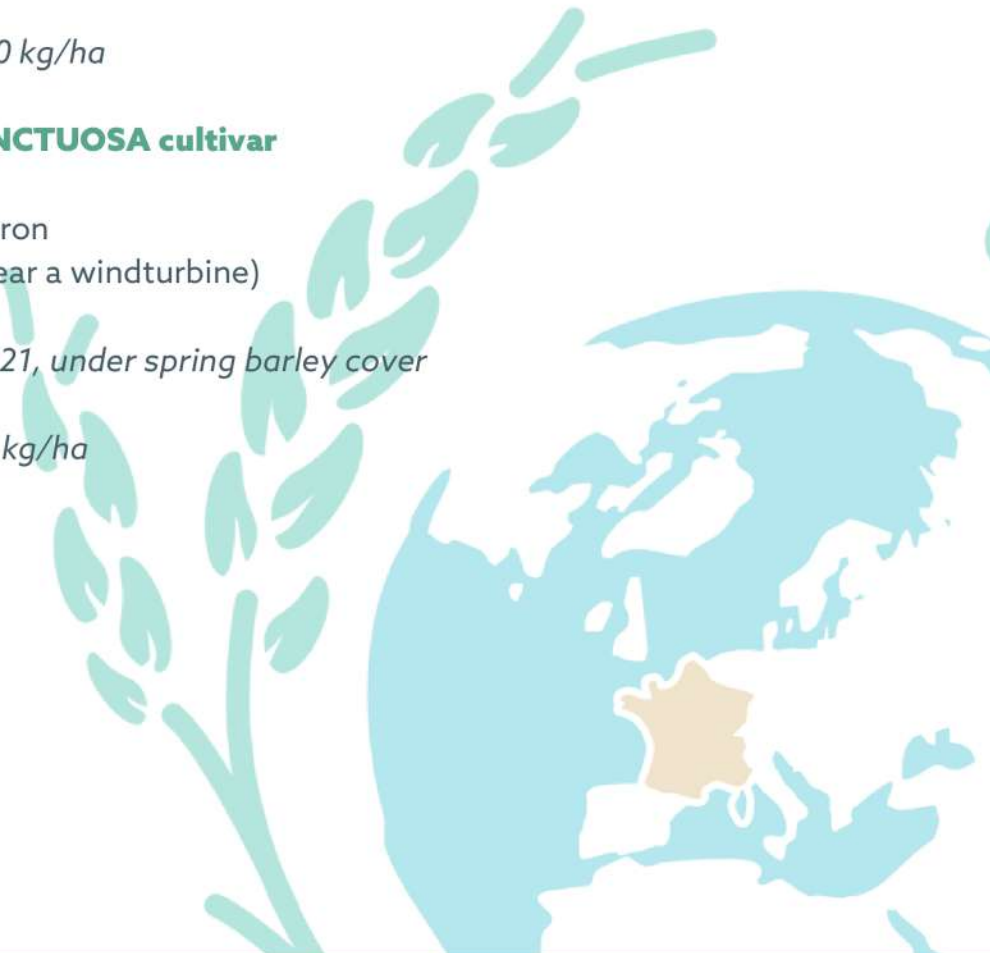 0 kg/ha
NCTUOSA cultivar
ron
ear a windturbine)
21, under spring barley cover
kg/ha